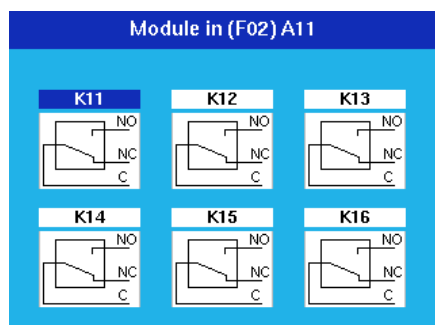 Module in (F02) A11
K11 K12 K13
NO NO NO
NC NC NC
C C C
K14 K15 K16
NO NO NO
NC NC NC
C C C